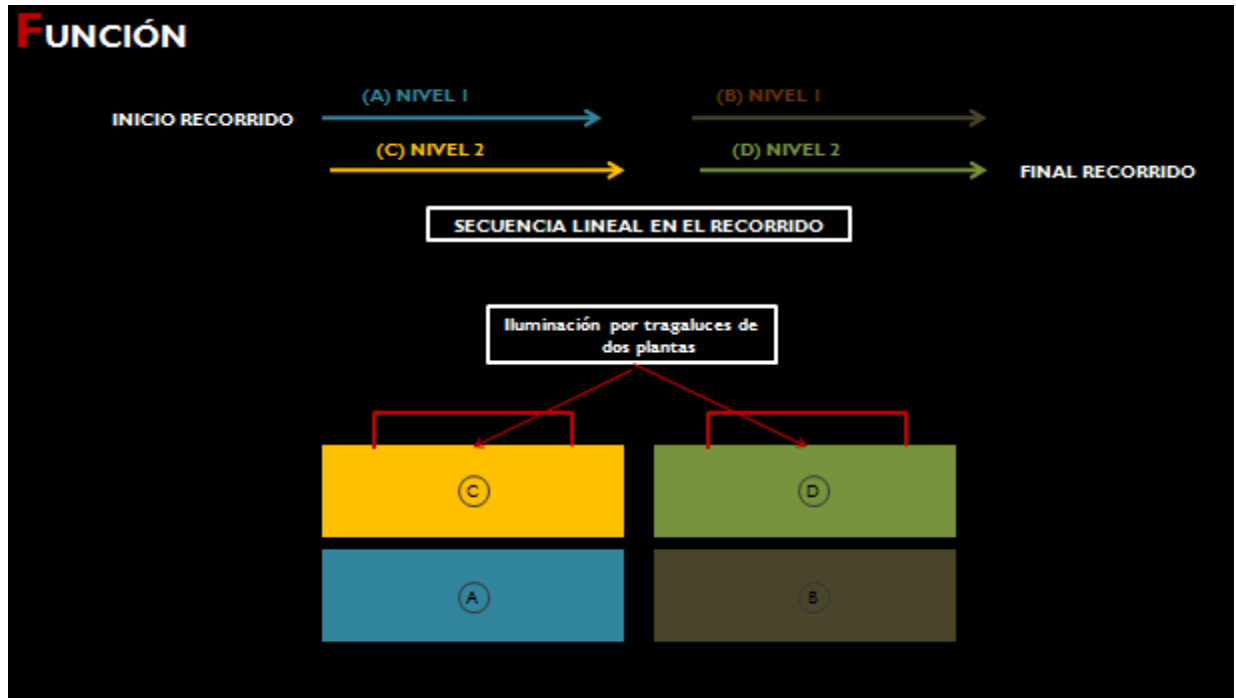 FUNCIÓN
(A) NIVEL 1
(B) NIVEL 1
INICIO RECORRIDO
(C) NIVEL 2
(D) NIVEL 2
FINAL RECORRIDO
SECUENCIA LINEAL EN EL RECORRIDO
Iluminación por tragaluces de
dos plantas
C
D
A
B